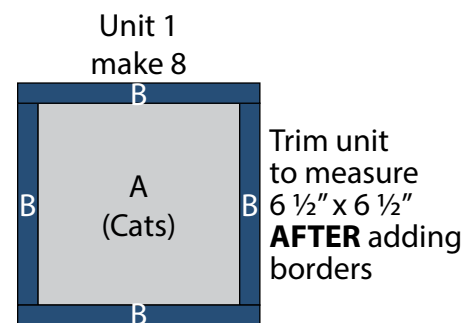 Unit 1
make 8
B
B
A
(Cats)
B
B
Trim unit
to measure
6 ½” x 6 ½”
AFTER adding
borders